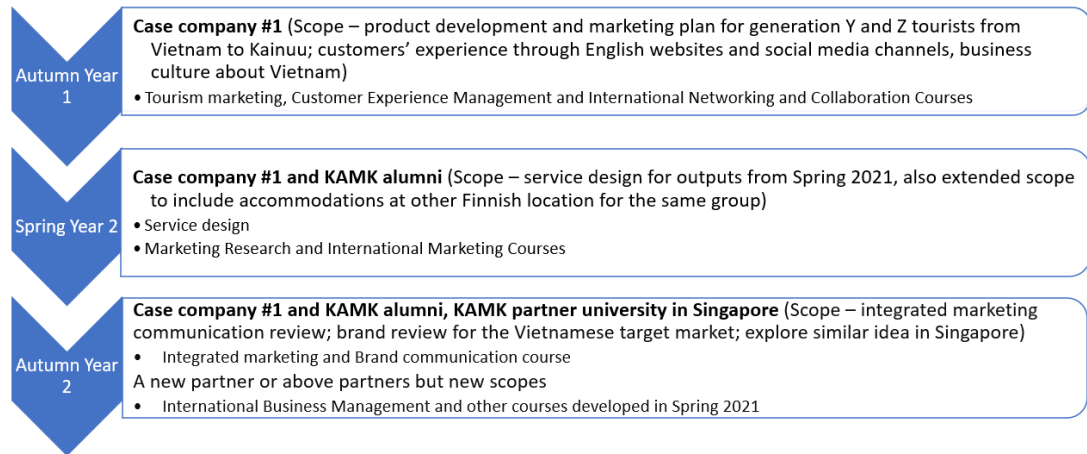 Autumn Year
1
Case company #1 (Scope – product development and marketing plan for generation Y and Z tourists from
Vietnam to Kainuu; customers’ experience through English websites and social media channels, business
culture about Vietnam)
• Tourism marketing, Customer Experience Management and International Networking and Collaboration Courses
Spring Year 2
Case company #1 and KAMK alumni (Scope – service design for outputs from Spring 2021, also extended scope
to include accommodations at other Finnish location for the same group)
• Service design
• Marketing Research and International Marketing Courses
Autumn Year
2
Case company #1 and KAMK alumni, KAMK partner university in Singapore (Scope – integrated marketing
communication review; brand review for the Vietnamese target market; explore similar idea in Singapore)
• Integrated marketing and Brand communication course
A new partner or above partners but new scopes
• International Business Management and other courses developed in Spring 2021